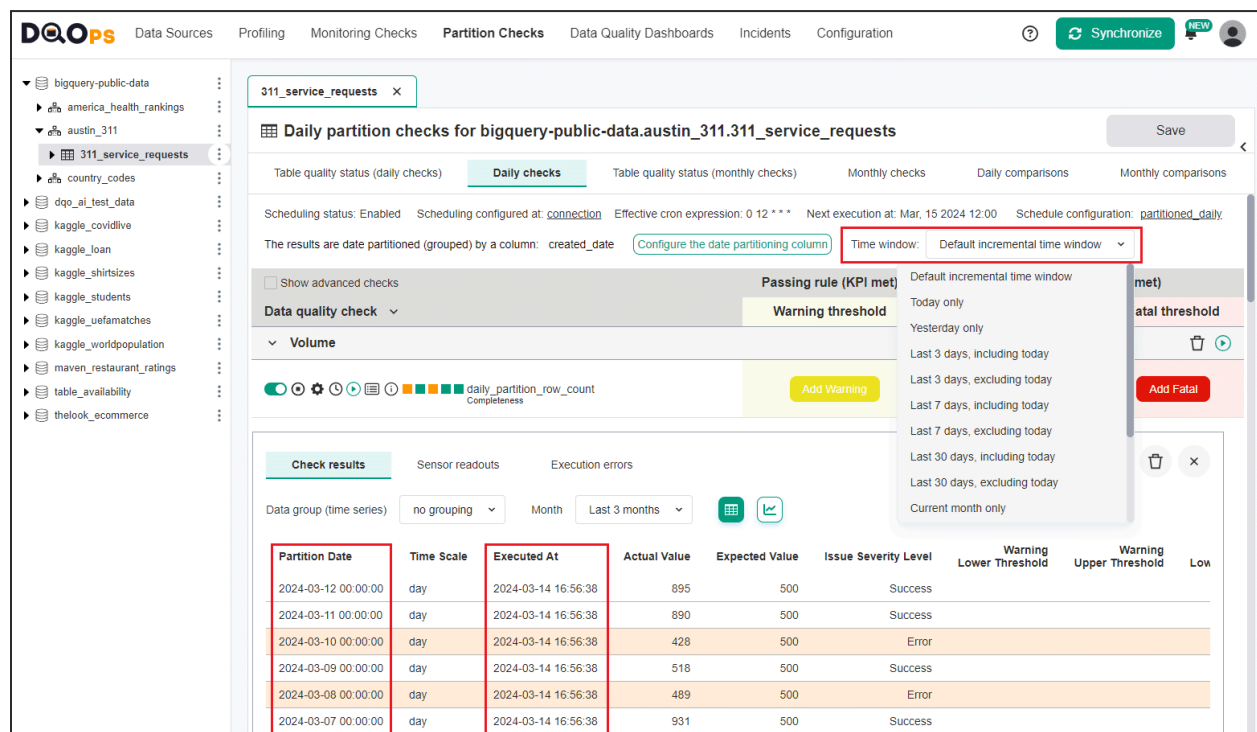 DQOps Data Sources Profiling Monitoring Checks Partition Checks Data Quality Dashboards Incidents Configuration ? Synchronize NEW
bigquery-public-data
america_health_rankings
austin_311
311_service_requests
country_codes
dqo_ai_test_data
kaggle_covidlive
kaggle_loan
kaggle_shirtsizes
kaggle_students
kaggle_uefamatches
kaggle_worldpopulation
maven_restaurant_ratings
table_availability
thelook_ecommerce
311_service_requests X
Daily partition checks for bigquery-public-data.austin_311.311_service_requests Save
Table quality status (daily checks) Daily checks Table quality status (monthly checks) Monthly checks Daily comparisons Monthly comparisons
Scheduling status: Enabled Scheduling configured at: connection Effective cron expression: 0 12 * * * Next execution at: Mar, 15 2024 12:00 Schedule configuration: partitioned_daily
The results are date partitioned (grouped) by a column: created_date Configure the date partitioning column Time window: Default incremental time window
Show advanced checks Passing rule (KPI met) met)
Data quality check Warning threshold atal threshold
Volume
daily_partition_row_count Add Warning Add Fatal
Completeness
Default incremental time window
Today only
Yesterday only
Last 3 days, including today
Last 3 days, excluding today
Last 7 days, including today
Last 7 days, excluding today
Last 30 days, including today
Last 30 days, excluding today
Current month only
Check results Sensor readouts Execution errors
Data group (time series) no grouping Month Last 3 months
Partition Date Time Scale Executed At Actual Value Expected Value Issue Severity Level Warning Lower Threshold Warning Upper Threshold Low
2024-03-12 00:00:00 day 2024-03-14 16:56:38 895 500 Success
2024-03-11 00:00:00 day 2024-03-14 16:56:38 890 500 Success
2024-03-10 00:00:00 day 2024-03-14 16:56:38 428 500 Error
2024-03-09 00:00:00 day 2024-03-14 16:56:38 518 500 Success
2024-03-08 00:00:00 day 2024-03-14 16:56:38 489 500 Error
2024-03-07 00:00:00 day 2024-03-14 16:56:38 931 500 Success